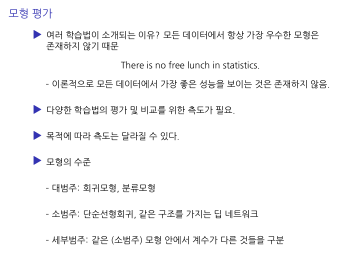 모형 평가
▶ 여러 학습법이 소개되는 이유? 모든 데이터에서 항상 가장 우수한 모형은
존재하지 않기 때문
There is no free lunch in statistics.
- 이론적으로 모든 데이터에서 가장 좋은 성능을 보이는 것은 존재하지 않음.
▶ 다양한 학습법의 평가 및 비교를 위한 측도가 필요.
▶ 목적에 따라 측도는 달라질 수 있다.
▶ 모형의 수준
- 대범주: 회귀모형, 분류모형
- 소범주: 단순선형회귀, 같은 구조를 가지는 딥 네트워크
- 세부범주: 같은 (소범주) 모형 안에서 계수가 다른 것들을 구분